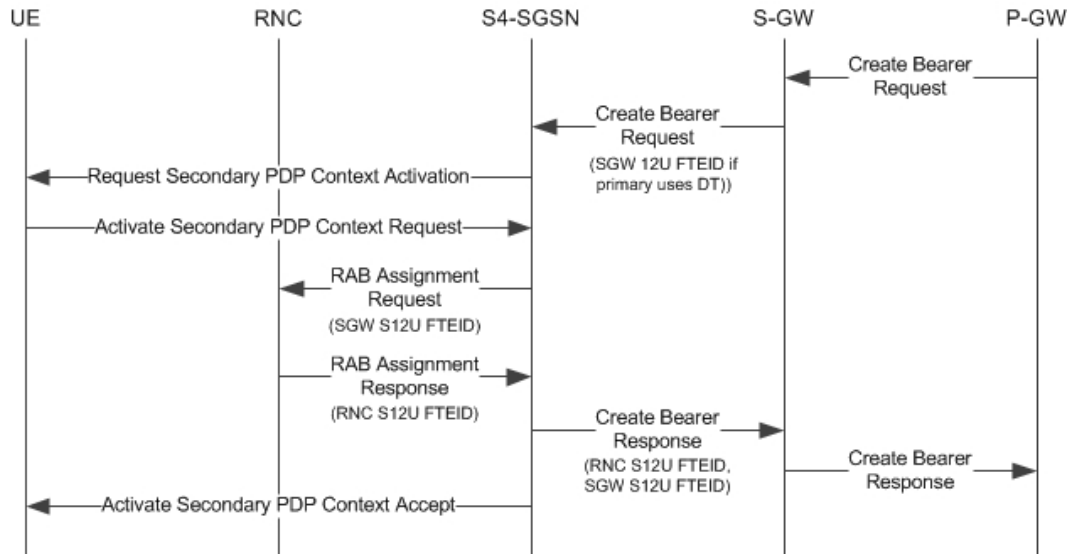 UE
RNC
S4-SGSN
S-GW
P-GW
Create Bearer
Request
Create Bearer
Request
(SGW 12U FTEID if
primary uses DT))
Request Secondary PDP Context Activation
Activate Secondary PDP Context Request
RAB Assignment
Request
(SGW S12U FTEID)
RAB Assignment
Response
(RNC S12U FTEID)
Create Bearer
Response
(RNC S12U FTEID,
SGW S12U FTEID)
Create Bearer
Response
Activate Secondary PDP Context Accept